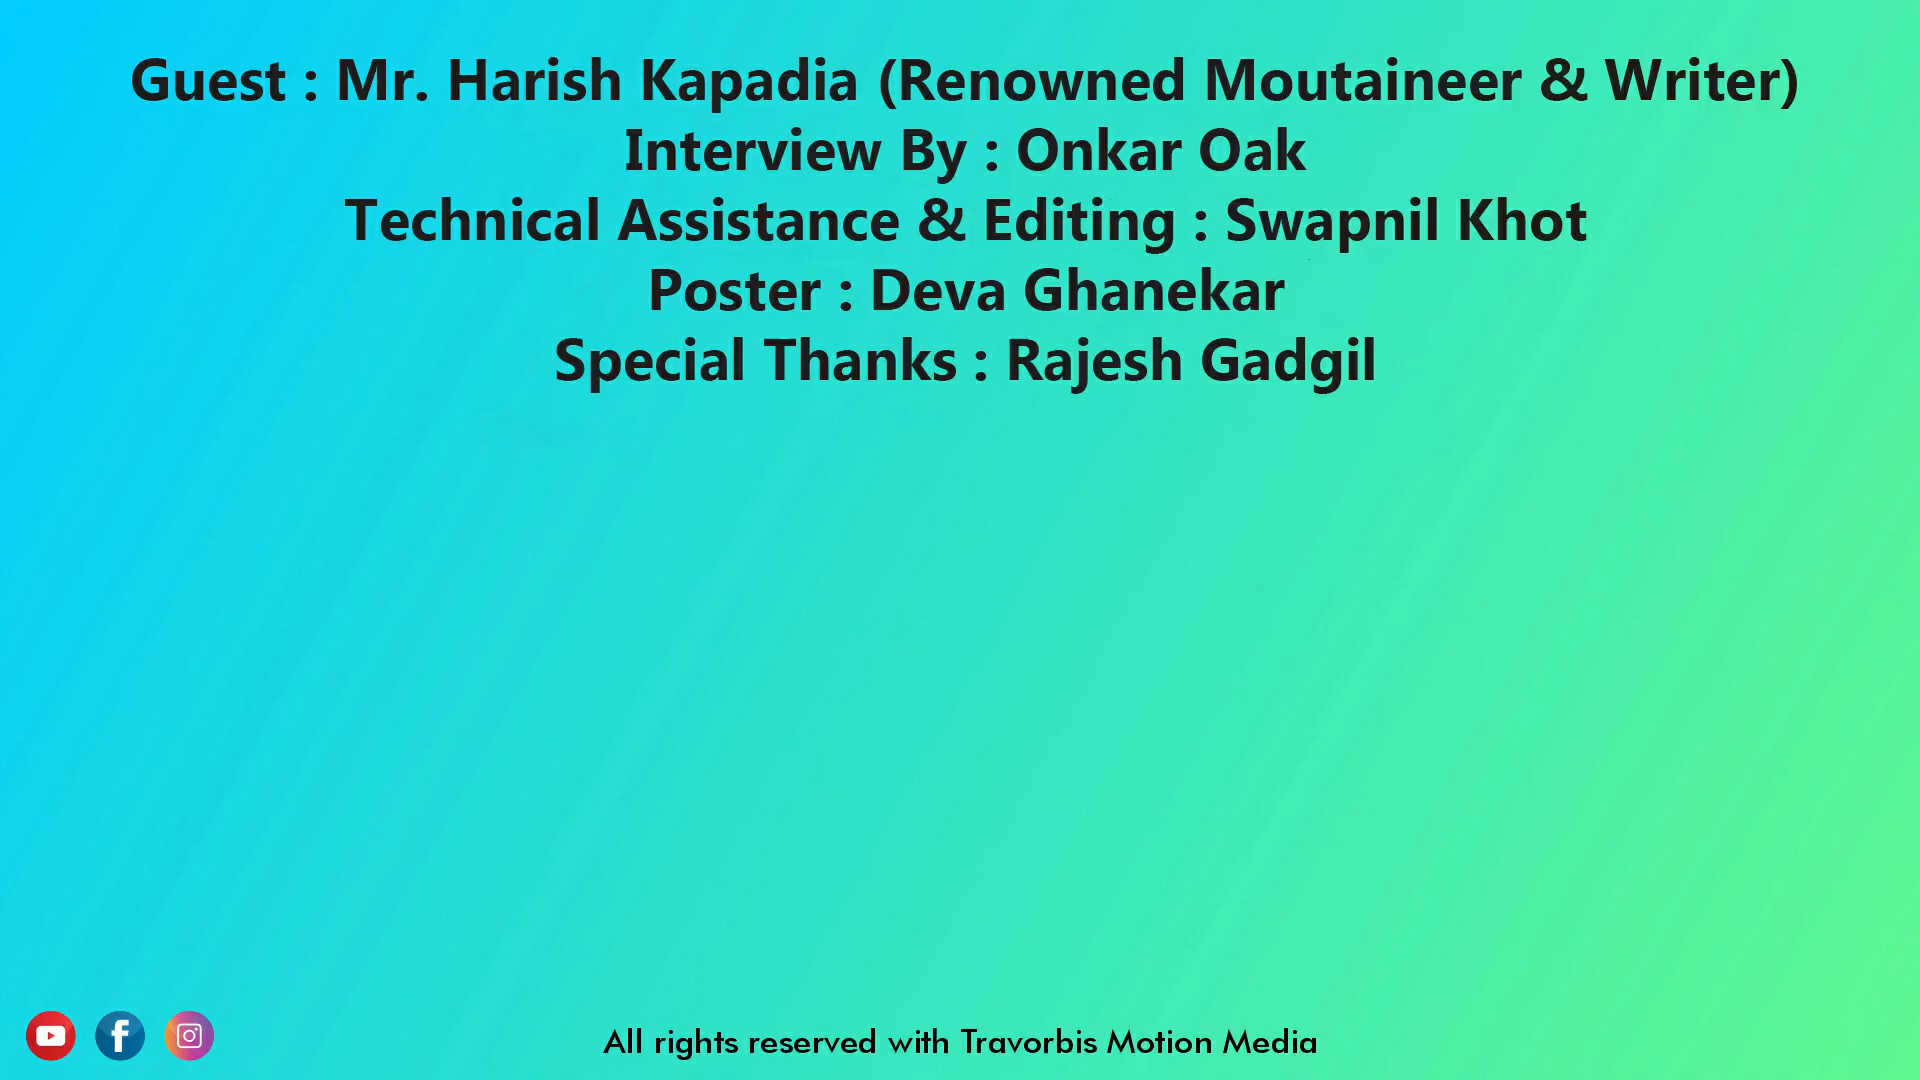 Guest : Mr. Harish Kapadia (Renowned Moutaineer & Writer)
Interview By : Onkar Oak
Technical Assistance & Editing : Swapnil Khot
Poster : Deva Ghanekar
Special Thanks : Rajesh Gadgil
All rights reserved with Travorbis Motion Media